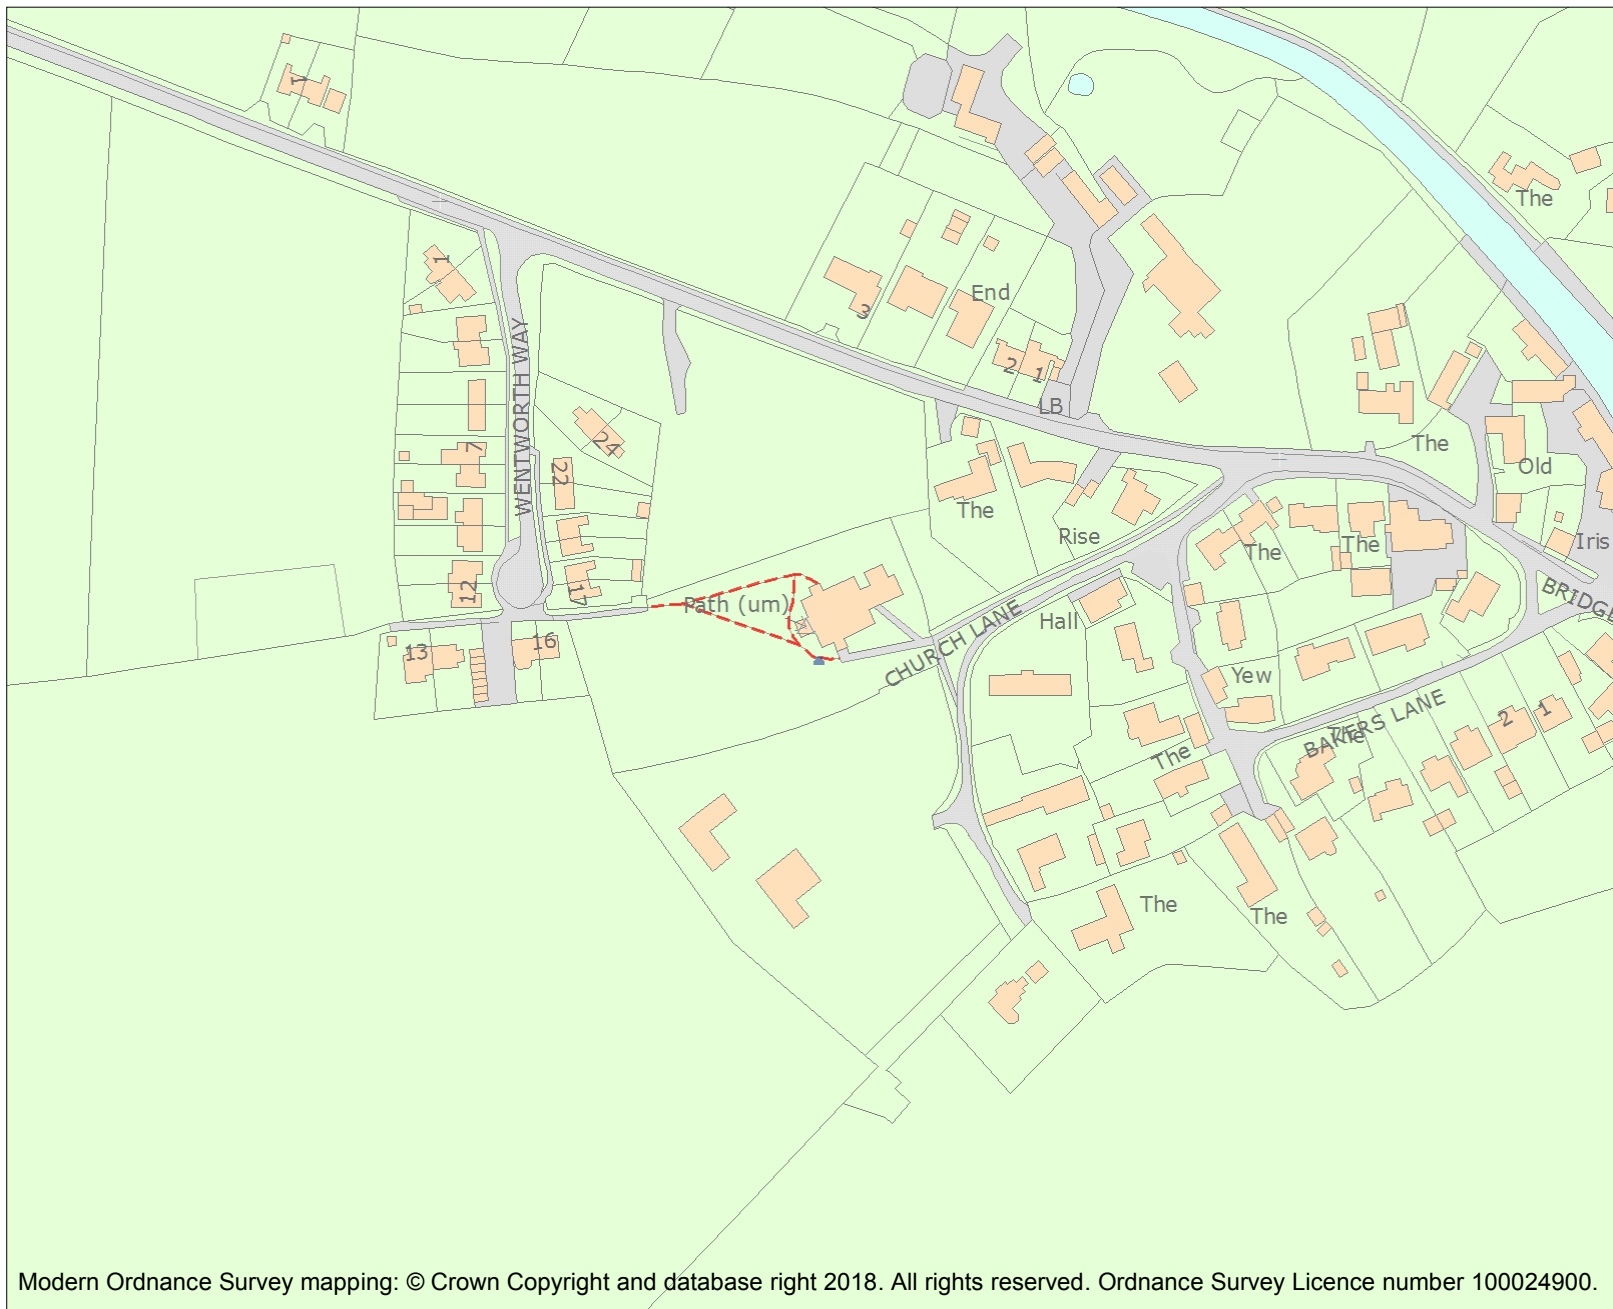 1
The
1
End
3
2
1
LB
WENTWORTH WAY
24
7
22
The
Old
The
Rise
The
The
Iris
BRIDGE
12
17
Path (um)
Hall
CHURCH LANE
13
16
Yew
BAKERS LANE
The
2
1
The
The
The
Modern Ordnance Survey mapping: © Crown Copyright and database right 2018. All rights reserved. Ordnance Survey Licence number 100024900.